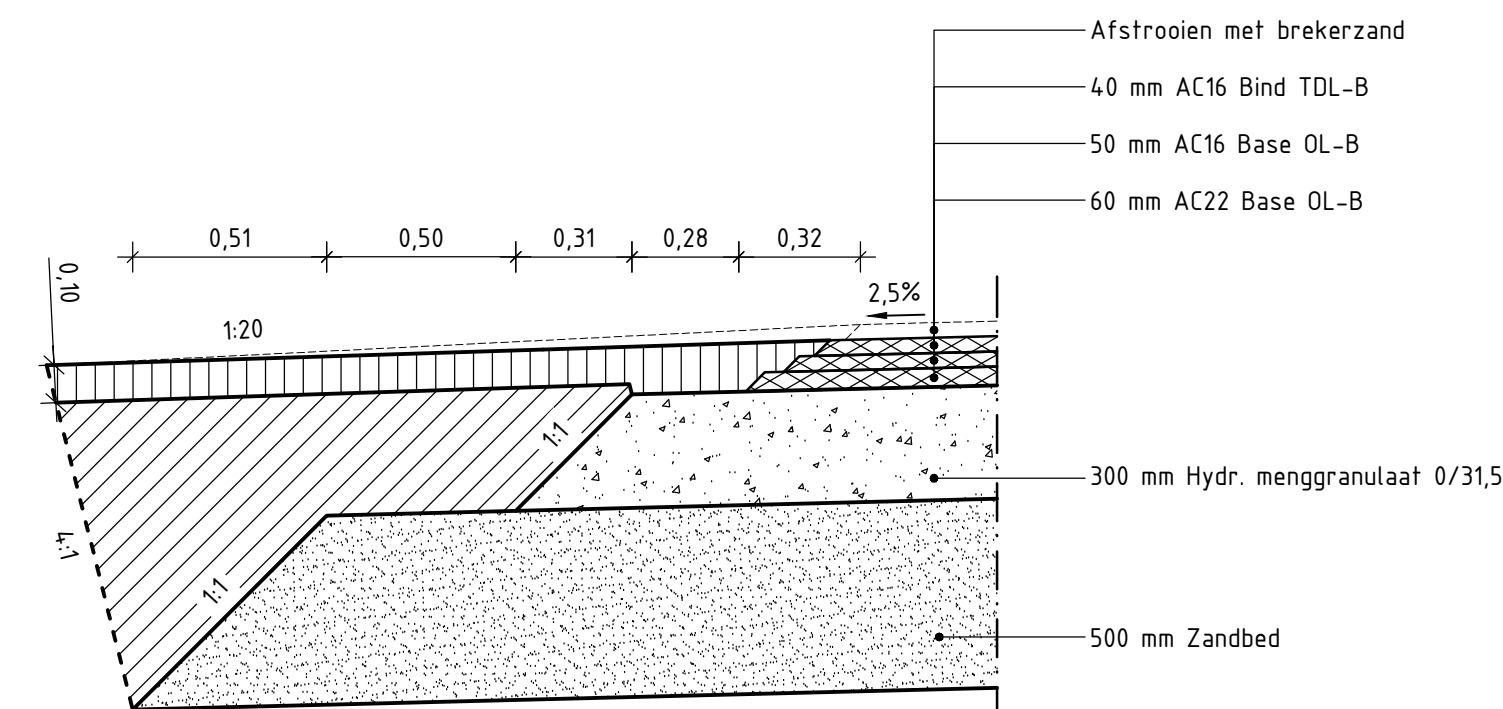 Afstrooien met brekerzand
40 mm AC16 Bind TDL-B
50 mm AC16 Base OL-B
60 mm AC22 Base OL-B
0,51 0,50 0,31 0,28 0,32
0,10
2,5%
1:20
1:1
300 mm Hydr. menggranulaat 0/31,5
4:1
1:1
500 mm Zandbed